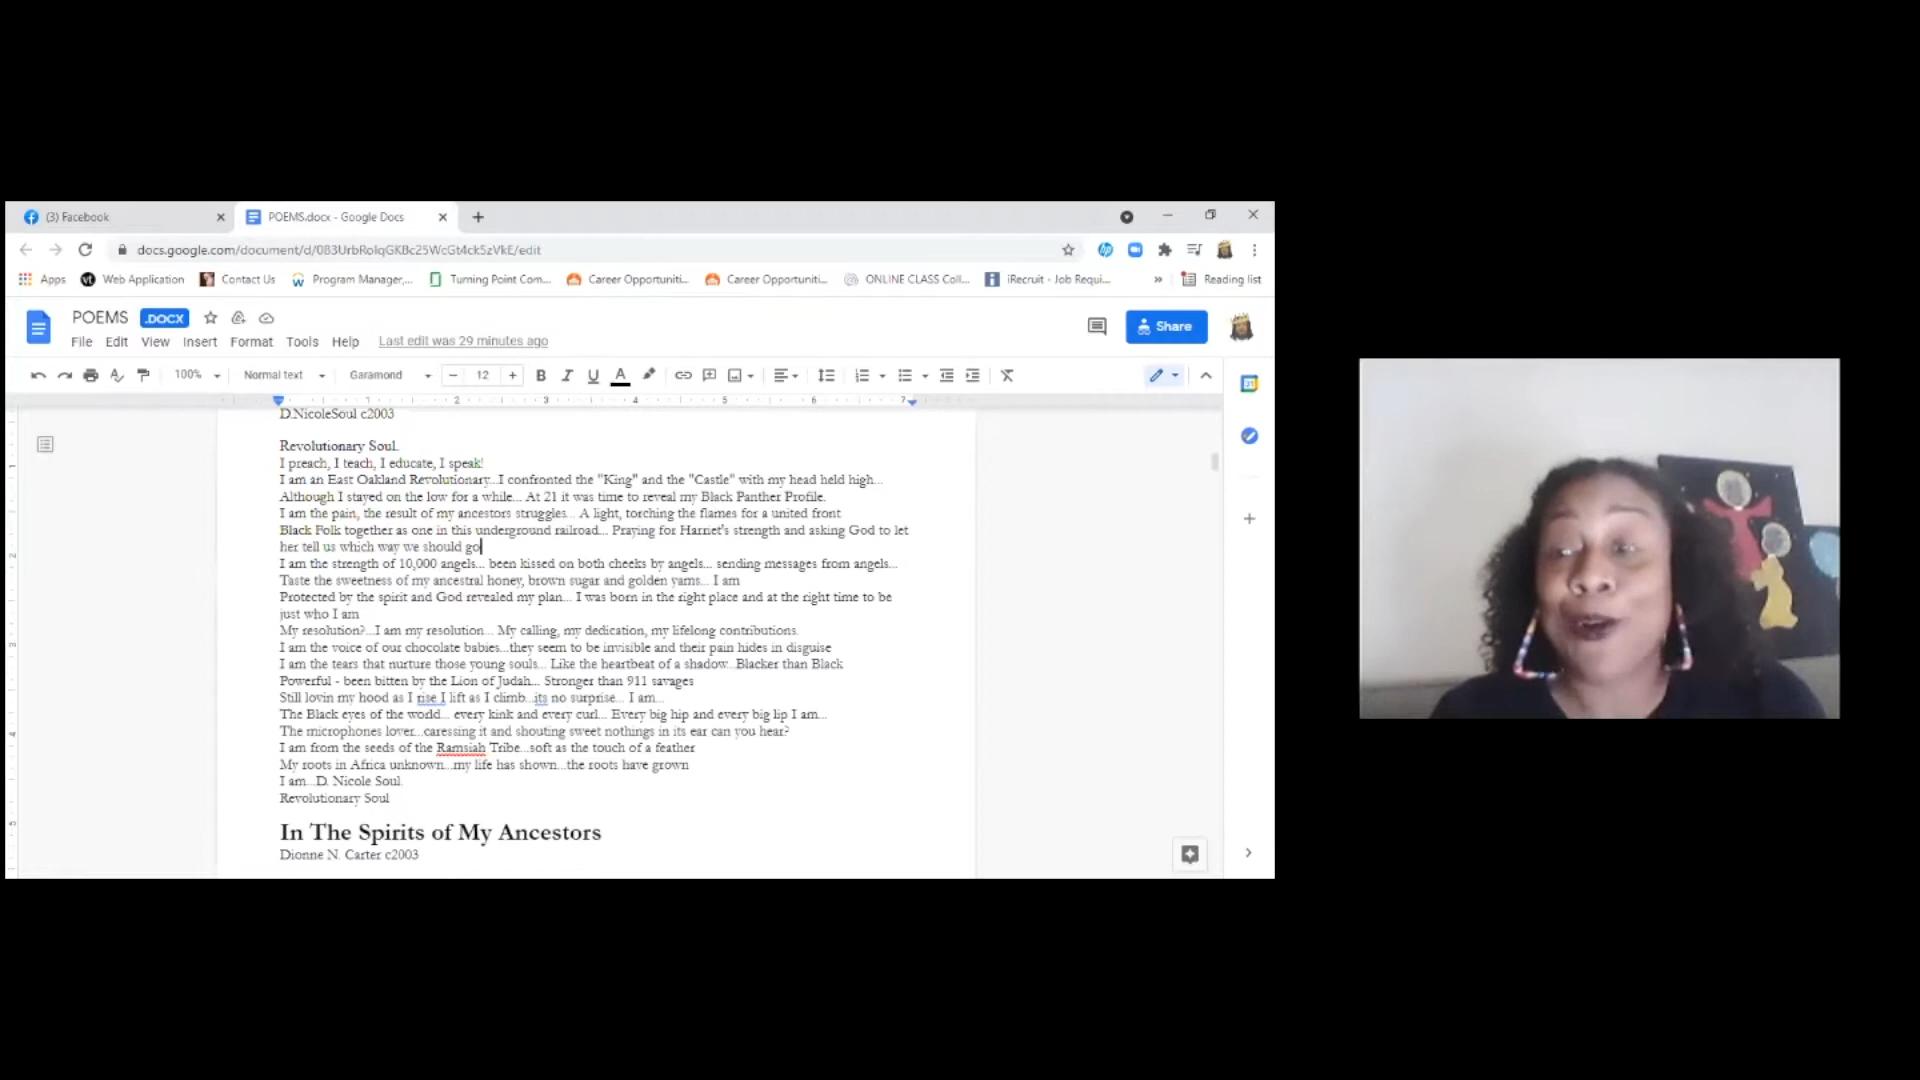 (3) Facebook
POEMS.docx - Google Docs
docs.google.com/document/d/083UrbRolqGKBc25WcGt4ck5zVkE/edit
Apps
Web Application
Contact Us
Program Manager,...
Turning Point Com...
Career Opportuniti...
Career Opportuniti...
ONLINE CLASS Coll...
iRecruit - Job Requi...
»
Reading list
POEMS .DOCX
Share
File Edit View Insert Format Tools Help Last edit was 29 minutes ago
100% Normal text Garamond 12
D.NicoleSoul c2003
Revolutionary Soul.
I preach, I teach, I educate, I speak!
I am an East Oakland Revolutionary...I confronted the "King" and the "Castle" with my head held high...
Although I stayed on the low for a while... At 21 it was time to reveal my Black Panther Profile.
I am the pain, the result of my ancestors struggles... A light, torching the flames for a united front
Black Folk together as one in this underground railroad... Praying for Harriet's strength and asking God to let
her tell us which way we should go
I am the strength of 10,000 angels... been kissed on both cheeks by angels... sending messages from angels...
Taste the sweetness of my ancestral honey, brown sugar and golden yams... I am
Protected by the spirit and God revealed my plan... I was born in the right place and at the right time to be
just who I am
My resolution?...I am my resolution... My calling, my dedication, my lifelong contributions.
I am the voice of our chocolate babies...they seem to be invisible and their pain hides in disguise
I am the tears that nurture those young souls... Like the heartbeat of a shadow...Blacker than Black
Powerful - been bitten by the Lion of Judah... Stronger than 911 savages
Still lovin my hood as I rise I lift as I climb...its no surprise... I am...
The Black eyes of the world... every kink and every curl... Every big hip and every big lip I am...
The microphones lover...caressing it and shouting sweet nothings in its ear can you hear?
I am from the seeds of the Ramsiah Tribe...soft as the touch of a feather
My roots in Africa unknown...my life has shown...the roots have grown
I am...D. Nicole Soul.
Revolutionary Soul
In The Spirits of My Ancestors
Dionne N. Carter c2003